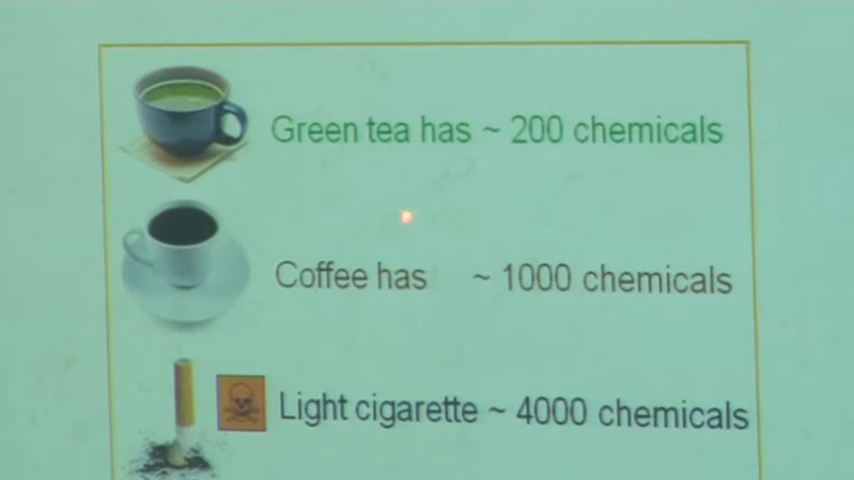 Green tea has ~ 200 chemicals
Coffee has ~ 1000 chemicals
Light cigarette ~ 4000 chemicals